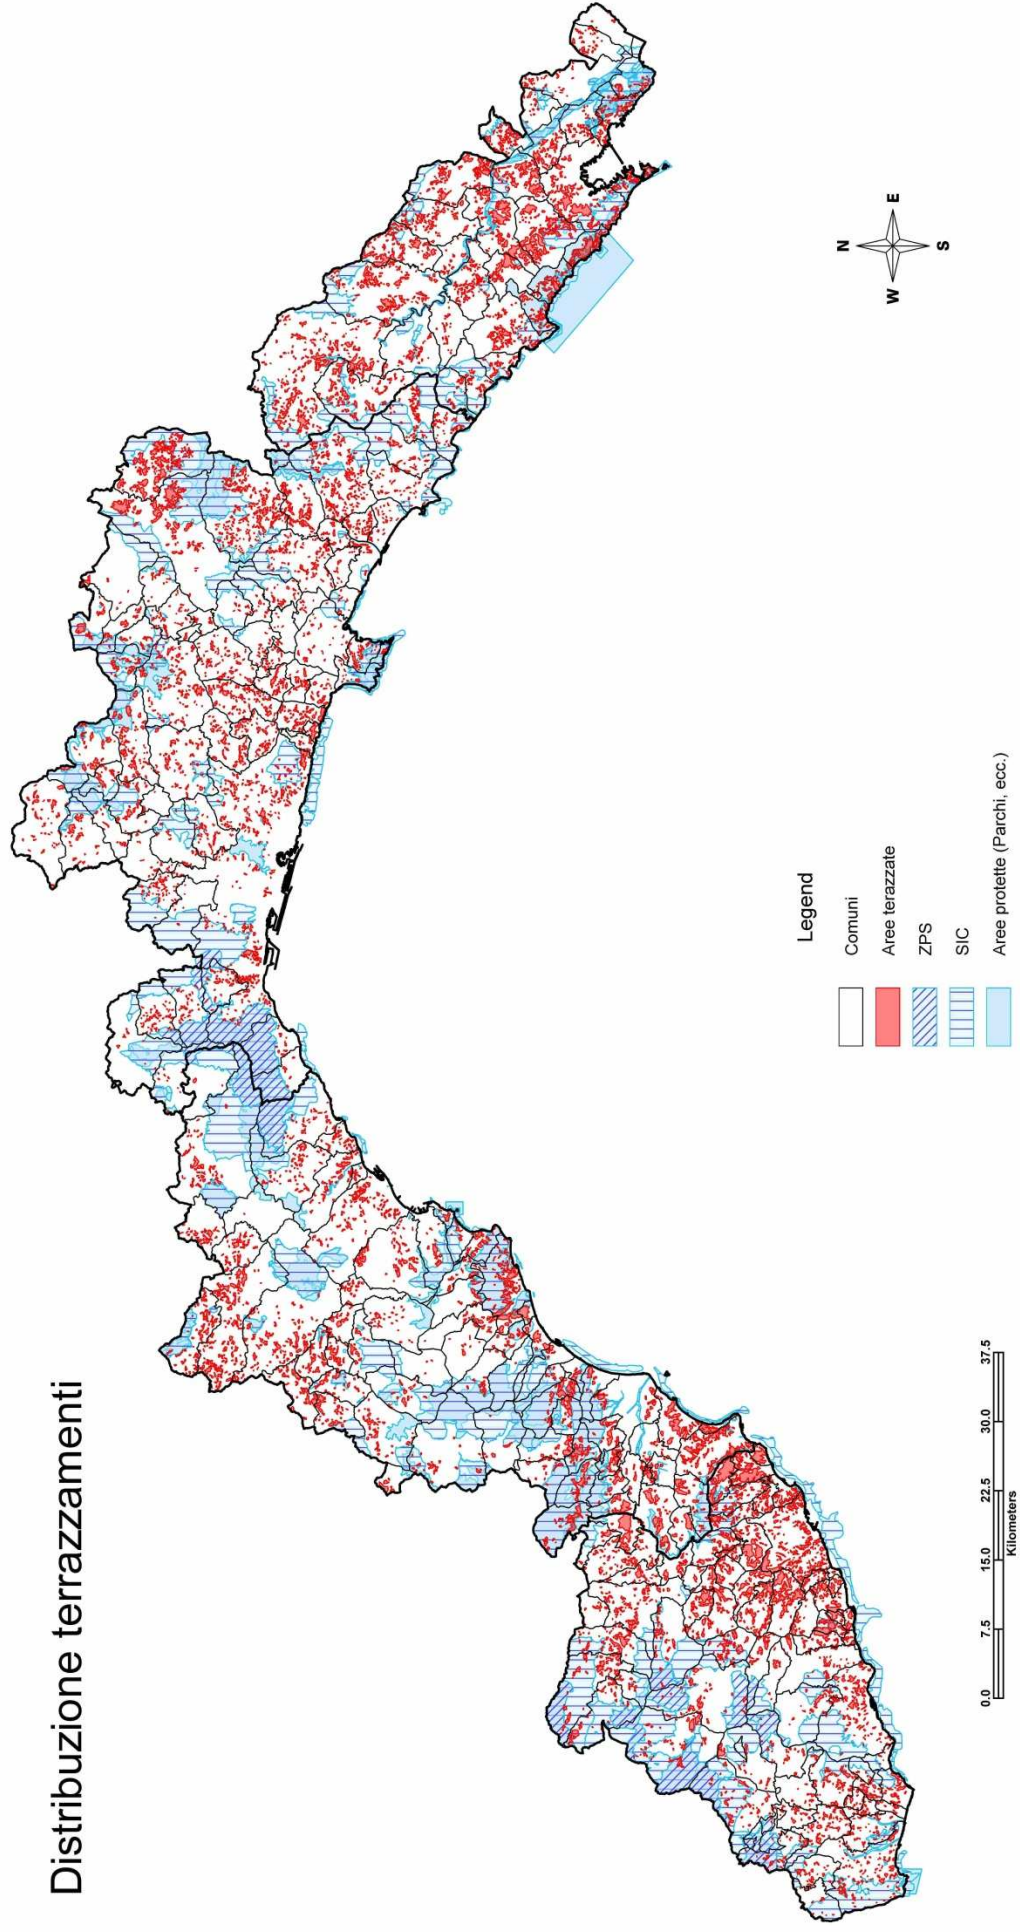 Distribuzione terrazzamenti
N
W
E
S
Legend
Comuni
Aree terazzate
ZPS
SIC
Aree protette (Parchi, ecc.)
0.0 7.5 15.0 22.5 30.0 37.5
Kilometers